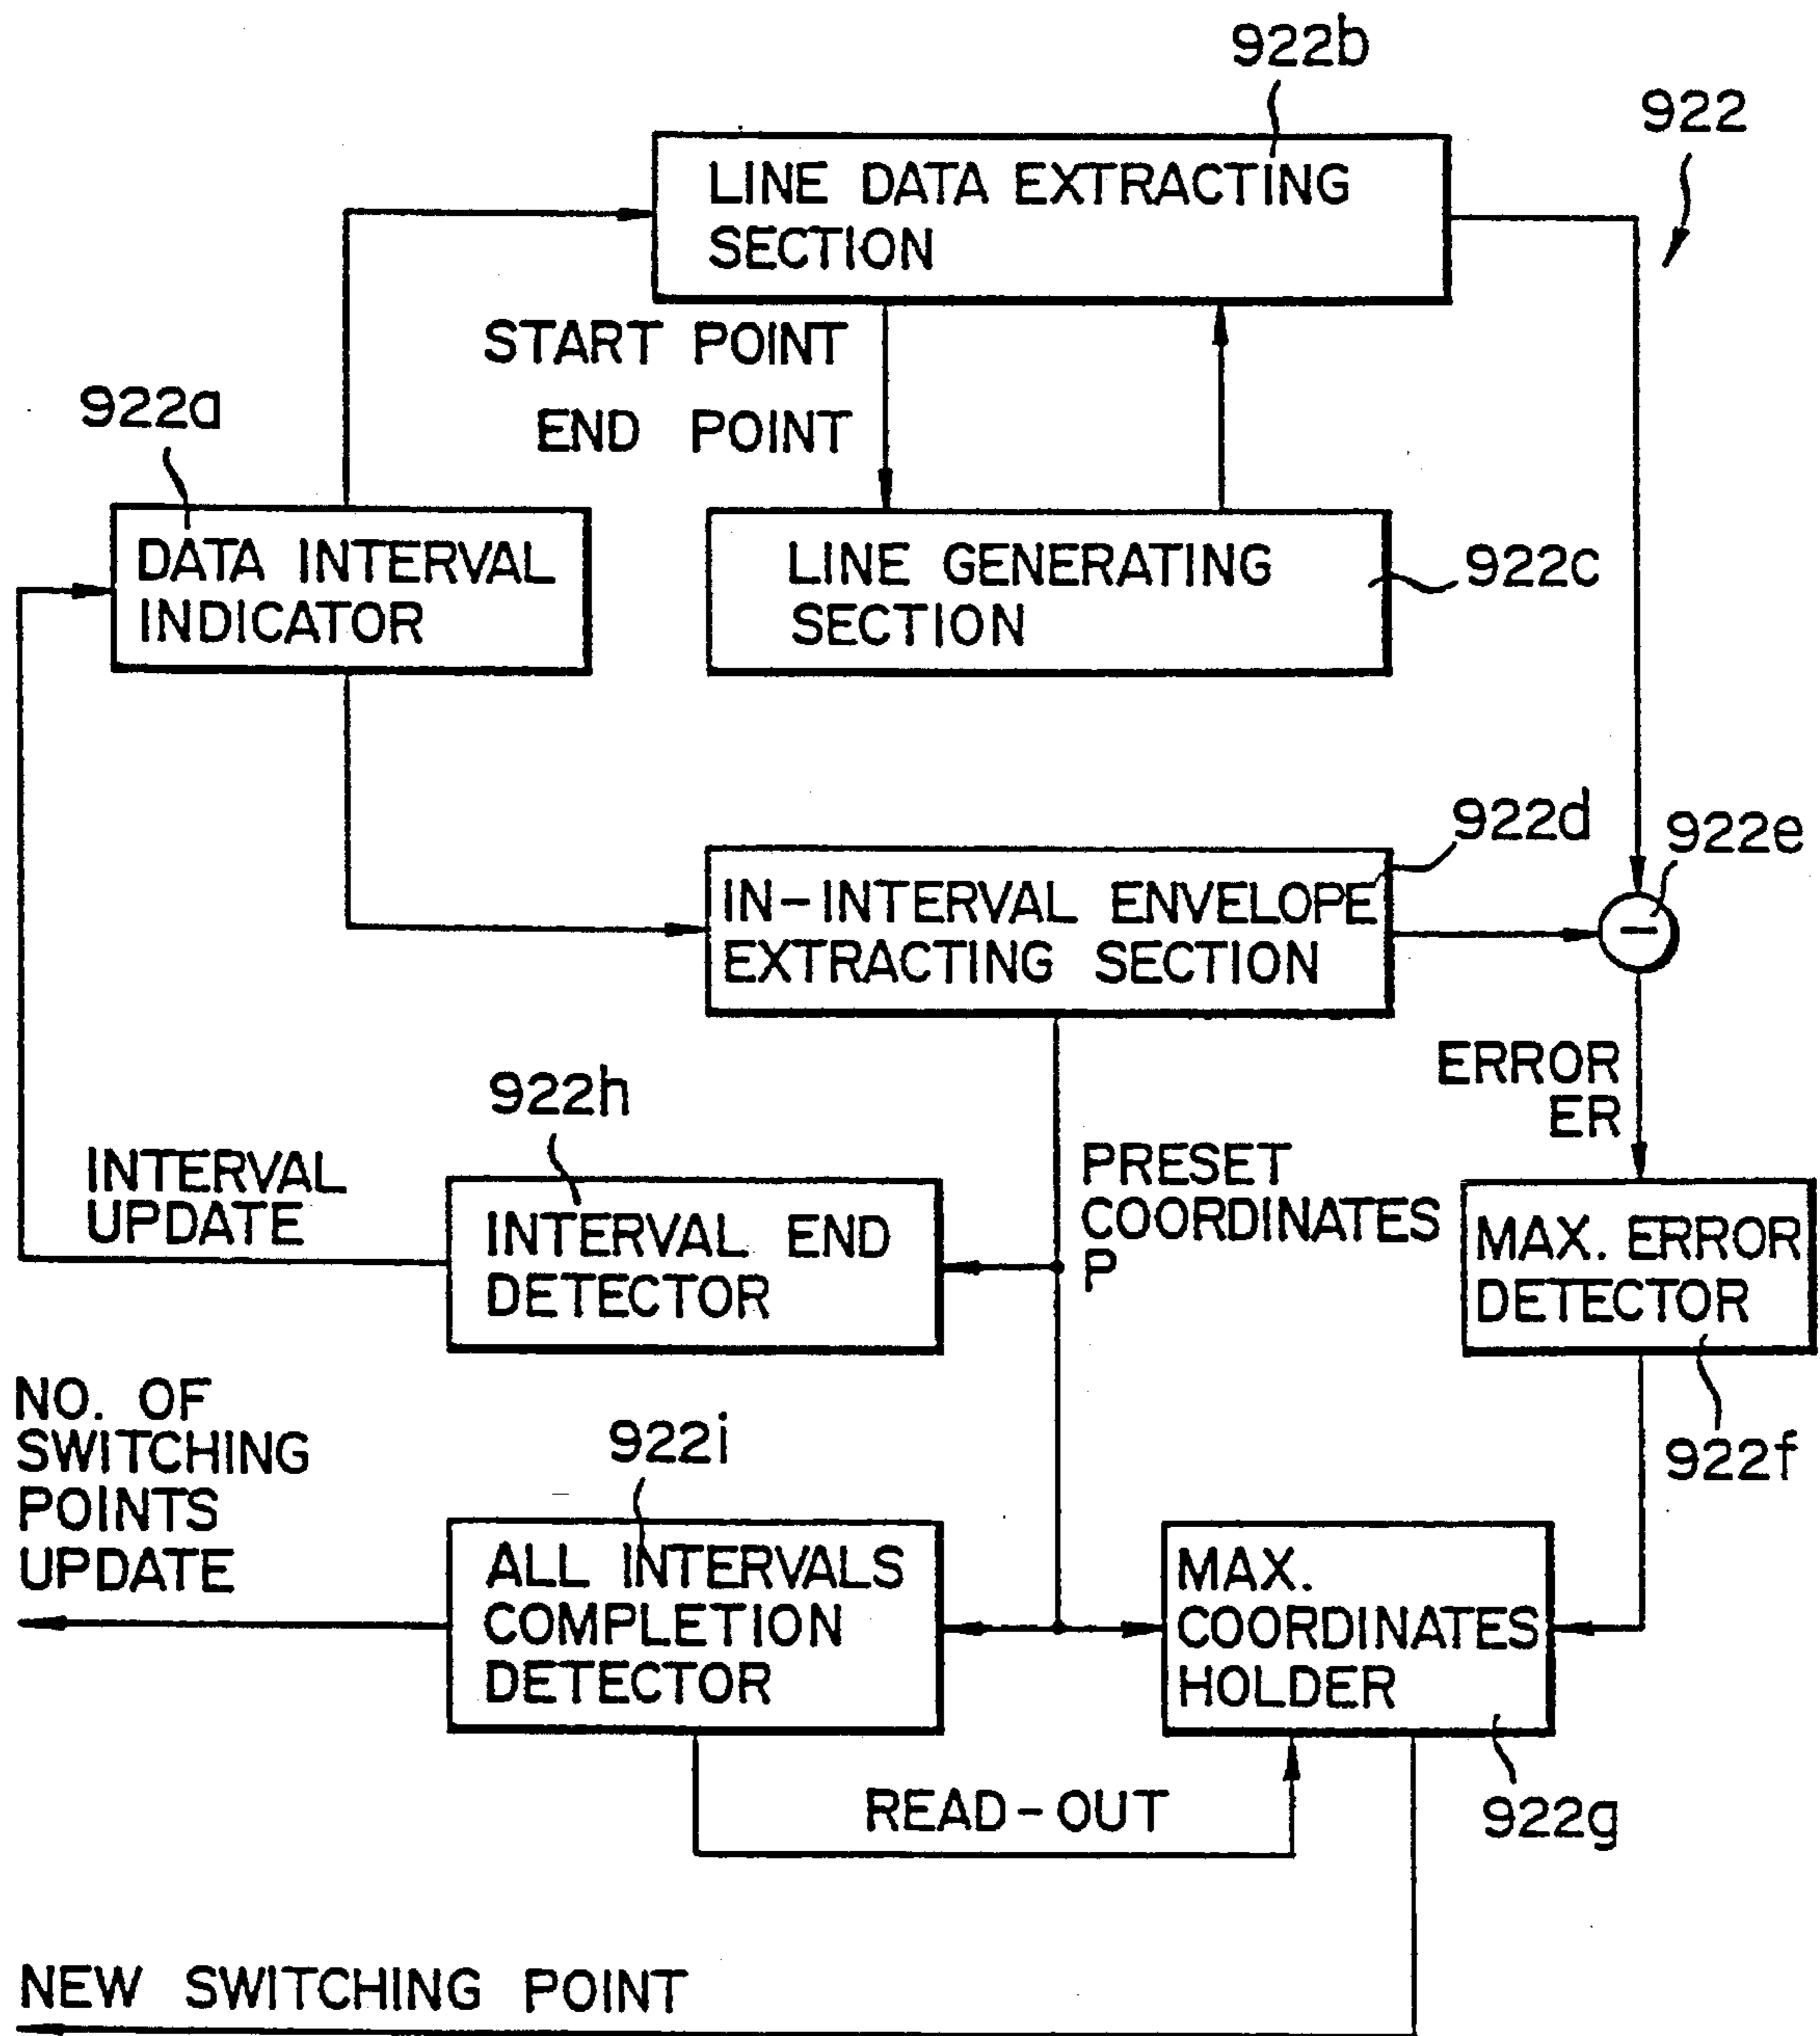 922b
922
LINE DATA EXTRACTING
SECTION
START POINT
END POINT
922a
DATA INTERVAL
INDICATOR
LINE GENERATING
SECTION
922c
922d
922e
IN-INTERVAL ENVELOPE
EXTRACTING SECTION
−
ERROR
ER
922h
INTERVAL
UPDATE
INTERVAL END
DETECTOR
PRESET
COORDINATES
P
MAX. ERROR
DETECTOR
922f
NO. OF
SWITCHING
POINTS
UPDATE
922i
ALL INTERVALS
COMPLETION
DETECTOR
MAX.
COORDINATES
HOLDER
READ-OUT
922g
NEW SWITCHING POINT